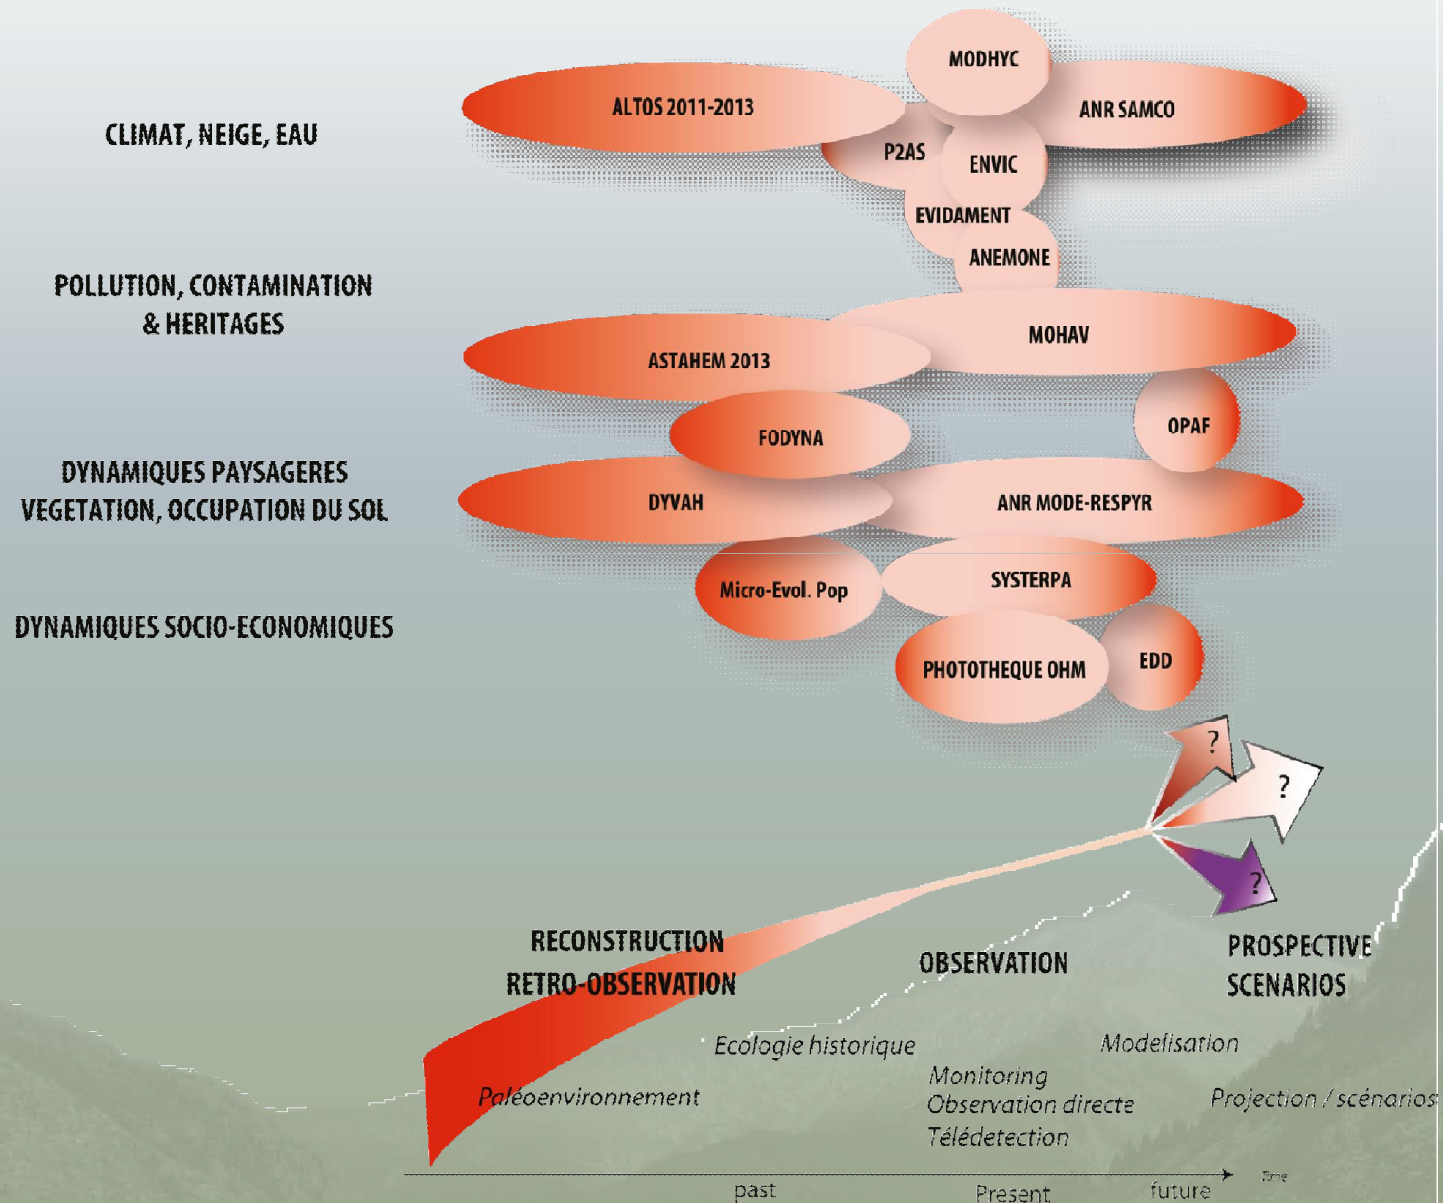 MODHYC
ALTOS 2011-2013
ANR SAMCO
CLIMAT, NEIGE, EAU
P2AS
ENVIC
EVIDAMENT
ANEMONE
POLLUTION, CONTAMINATION
& HERITAGES
MOHAV
ASTAHEM 2013
OPAF
FODYNA
DYNAMIQUES PAYSAGERES
VEGETATION, OCCUPATION DU SOL
DYVAH
ANR MODE-RESPYR
SYSTERPA
Micro-Evol. Pop
DYNAMIQUES SOCIO-ECONOMIQUES
PHOTOTHEQUE OHM
EDD
?
?
?
RECONSTRUCTION
RETRO-OBSERVATION
OBSERVATION
PROSPECTIVE
SCENARIOS
Ecologie historique
Modelisation
Paléoenvironnement
Monitoring
Observation directe
Télédetection
Projection / scénarios
Time
past
Present
future